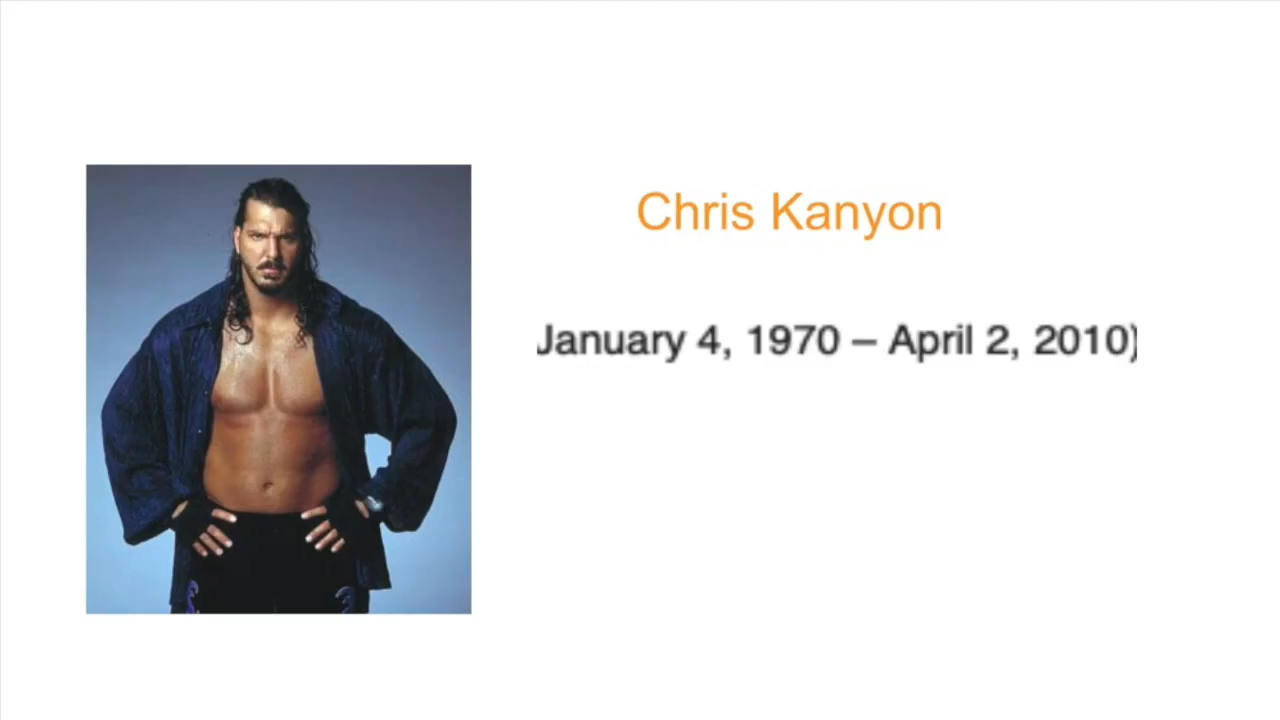 Chris Kanyon
January 4, 1970 – April 2, 2010)